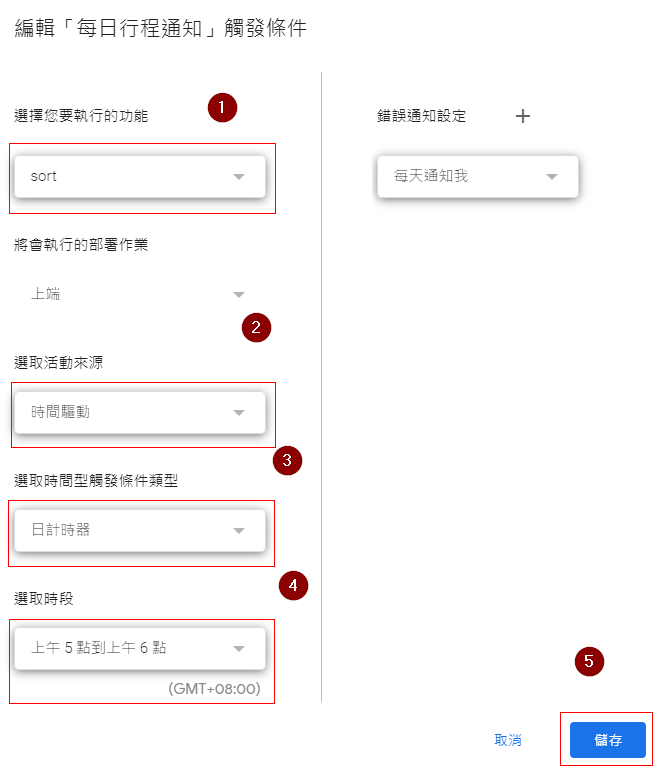 編輯「每日行程通知」觸發條件
選擇您要執行的功能
1
sort
將會執行的部署作業
上端
2
選取活動來源
時間驅動
3
選取時間型觸發條件類型
日計時器
4
選取時段
上午 5 點到上午 6 點
(GMT+08:00)
錯誤通知設定 +
每天通知我
5
取消
儲存